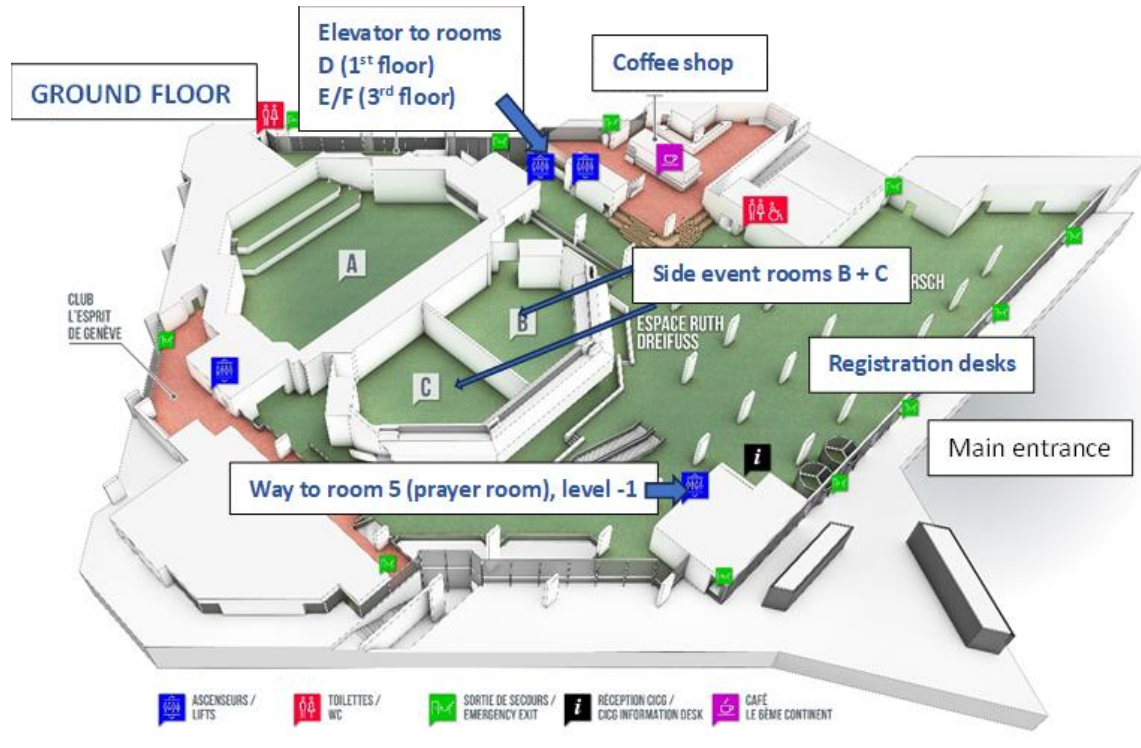 Elevator to rooms
D (1st floor)
E/F (3rd floor)
Coffee shop
GROUND FLOOR
A
Side event rooms B + C
RSCH
CLUB
L'ESPRIT
DE GENÈVE
B
ESPACE RUTH
DREIFUSS
C
Registration desks
Main entrance
i
Way to room 5 (prayer room), level -1
ASCENSEURS /
LIFTS
TOILETTES /
WC
SORTIE DE SECOURS /
EMERGENCY EXIT
i
RÉCEPTION CICG /
CICG INFORMATION DESK
CAFÉ
LE 6ÈME CONTINENT